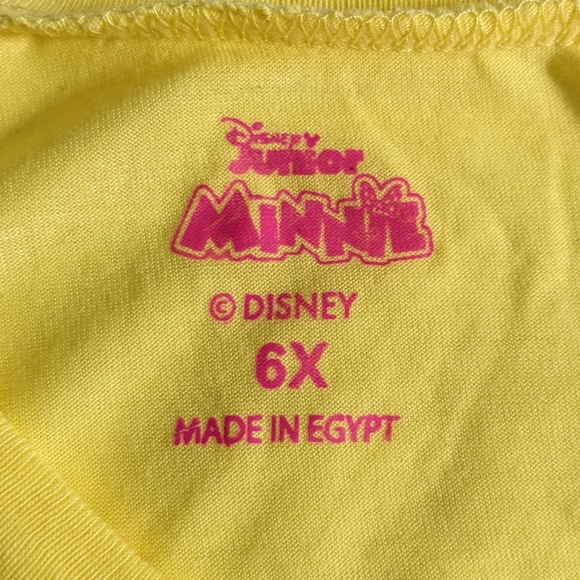 Disney
Junior
Minnie
© DISNEY
6X
MADE IN EGYPT